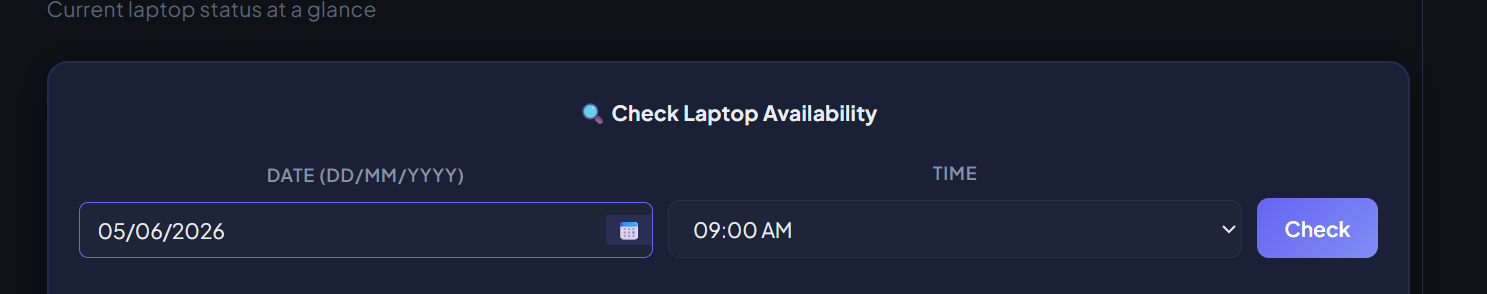 Current laptop status at a glance
Check Laptop Availability
DATE (DD/MM/YYYY)
TIME
05/06/2026
09:00 AM
Check